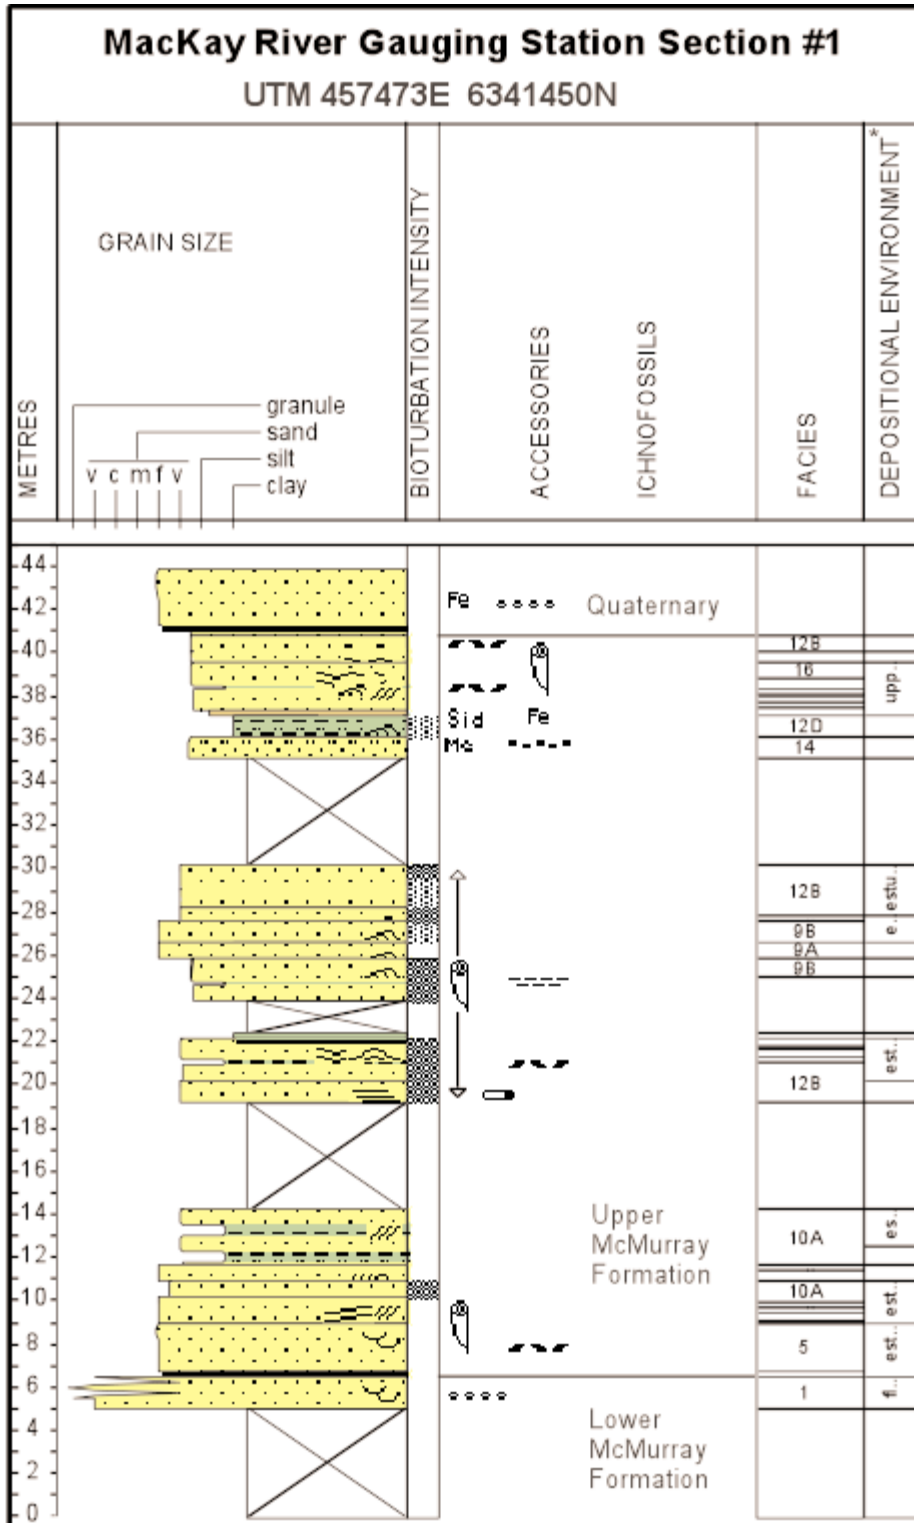 MacKay River Gauging Station Section #1
UTM 457473E 6341450N
METRES
GRAIN SIZE
granule
sand
silt
clay
v c m f v
BIOTURBATION INTENSITY
ACCESSORIES
ICHNOFOSSILS
FACIES
DEPOSITIONAL ENVIRONMENT *
44
42
Fe
Quaternary
40
12B
16
38
upp..
Sid Fe
36
12D
14
34
32
30
28
12B
e..estu..
9B
26
9A
9B
24
22
est..
20
12B
18
16
14
Upper
McMurray
Formation
12
10A
es..
10
10A
est..
8
5
est..
6
1
fl..
4
Lower
McMurray
Formation
2
0